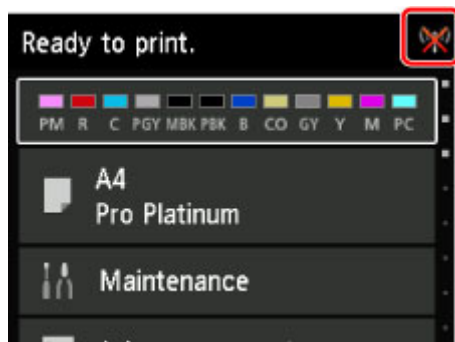 Ready to print.
PM R C PGY MBK PBK B CO GY Y M PC
A4
Pro Platinum
Maintenance